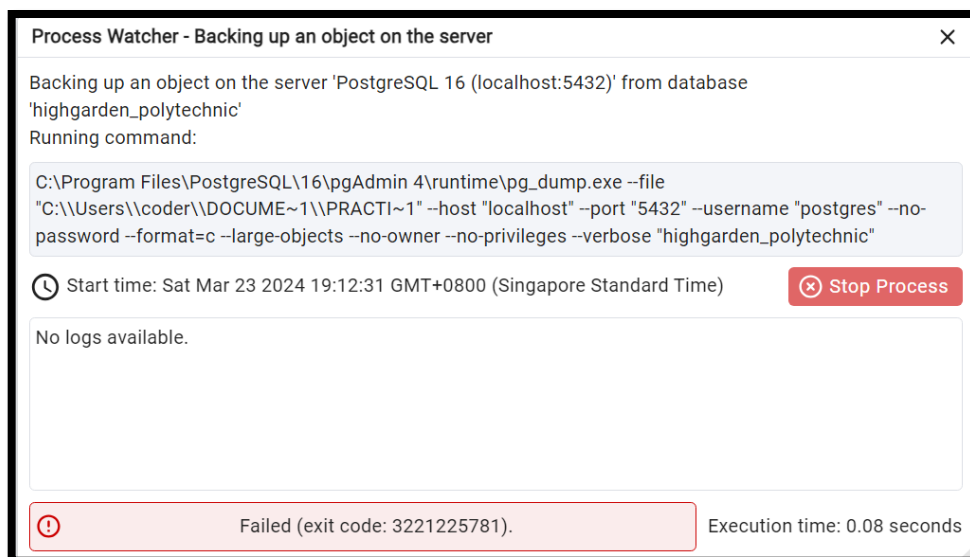 Process Watcher - Backing up an object on the server
Backing up an object on the server 'PostgreSQL 16 (localhost:5432)' from database
'highgarden_polytechnic'
Running command:
C:\Program Files\PostgreSQL\16\pgAdmin 4\runtime\pg_dump.exe --file
"C:\\Users\\coder\\DOCUME~1\\PRACTI~1" --host "localhost" --port "5432" --username "postgres" --no-
password --format=c --large-objects --no-owner --no-privileges --verbose "highgarden_polytechnic"
Start time: Sat Mar 23 2024 19:12:31 GMT+0800 (Singapore Standard Time)
Stop Process
No logs available.
Failed (exit code: 3221225781).
Execution time: 0.08 seconds